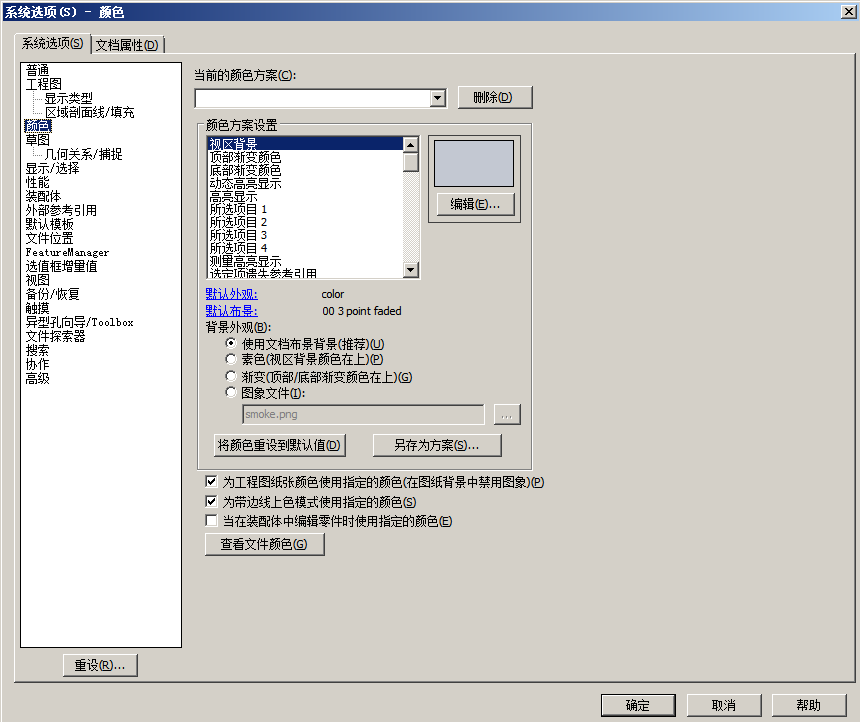 系统选项(S) - 颜色
系统选项(S)
文档属性(D)
普通
工程图
显示类型
区域剖面线/填充
颜色
草图
几何关系/捕捉
显示/选择
性能
装配体
外部参考引用
默认模板
文件位置
FeatureManager
选值框增量值
视图
备份/恢复
触摸
异型孔向导/Toolbox
文件探索器
搜索
协作
高级
重设(R)...
当前的颜色方案(C):
删除(D)
颜色方案设置
视区背景
顶部渐变颜色
底部渐变颜色
动态高亮显示
高亮显示
所选项目 1
所选项目 2
所选项目 3
所选项目 4
测量高亮显示
选定项遗失参考引用
编辑(E)...
默认外观: color
默认布景: 00 3 point faded
背景外观(B):
使用文档布景背景(推荐)(U)
素色(视区背景颜色在上)(P)
渐变(顶部/底部渐变颜色在上)(G)
图象文件(I):
smoke.png
...
将颜色重设到默认值(D)
另存为方案(S)...
为工程图纸张颜色使用指定的颜色(在图纸背景中禁用图象)(P)
为带边线上色模式使用指定的颜色(S)
当在装配体中编辑零件时使用指定的颜色(E)
查看文件颜色(G)
确定
取消
帮助